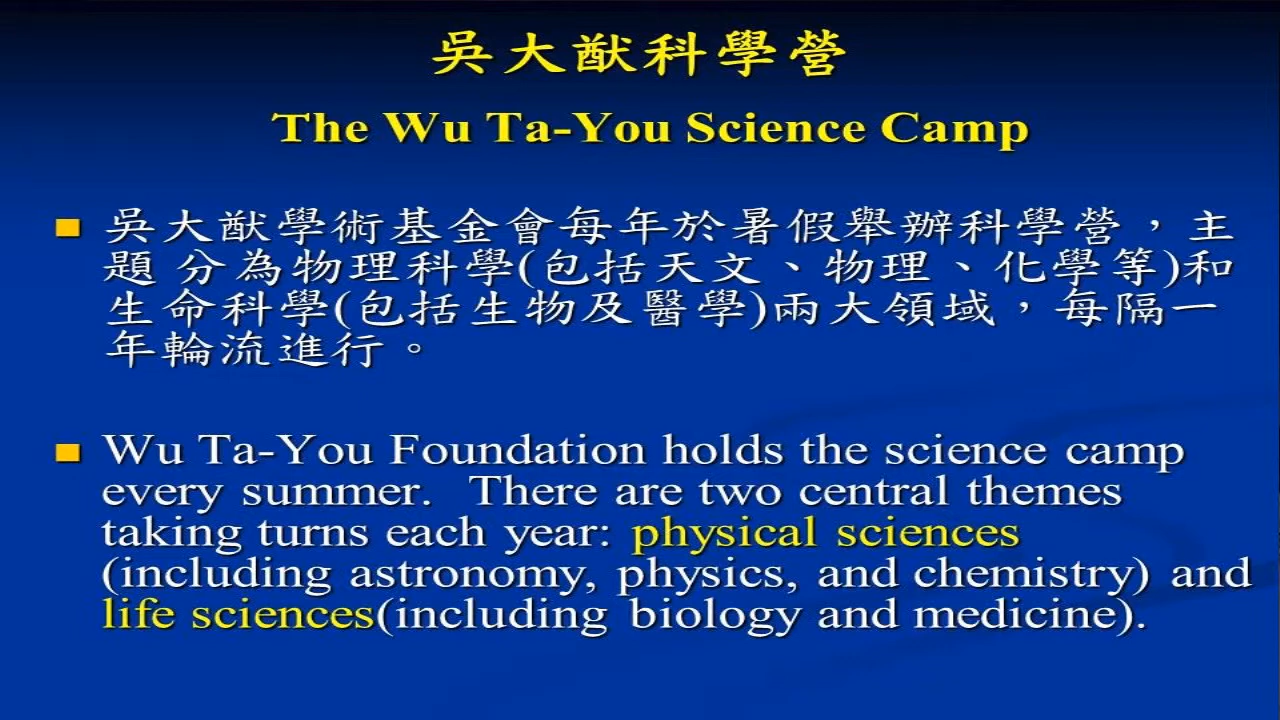 吳大猷科學營
The Wu Ta-You Science Camp
吳大猷學術基金會每年於暑假舉辦科學營，主
題 分為物理科學(包括天文、物理、化學等)和
生命科學(包括生物及醫學)兩大領域，每隔一
年輪流進行。
Wu Ta-You Foundation holds the science camp
every summer.  There are two central themes
taking turns each year: physical sciences
(including astronomy, physics, and chemistry) and
life sciences(including biology and medicine).